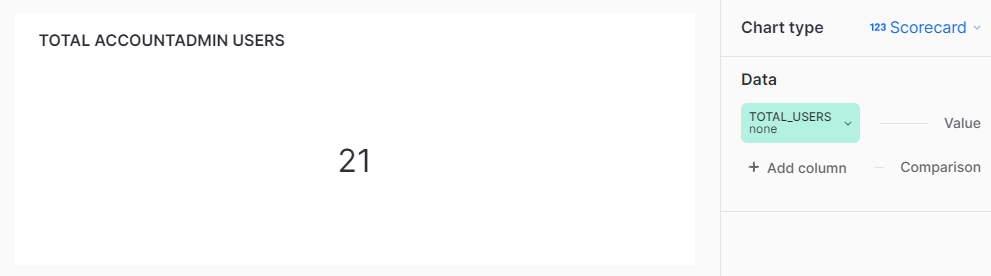 TOTAL ACCOUNTADMIN USERS
21
Chart type
123 Scorecard
Data
TOTAL_USERS
none
Value
+ Add column
Comparison